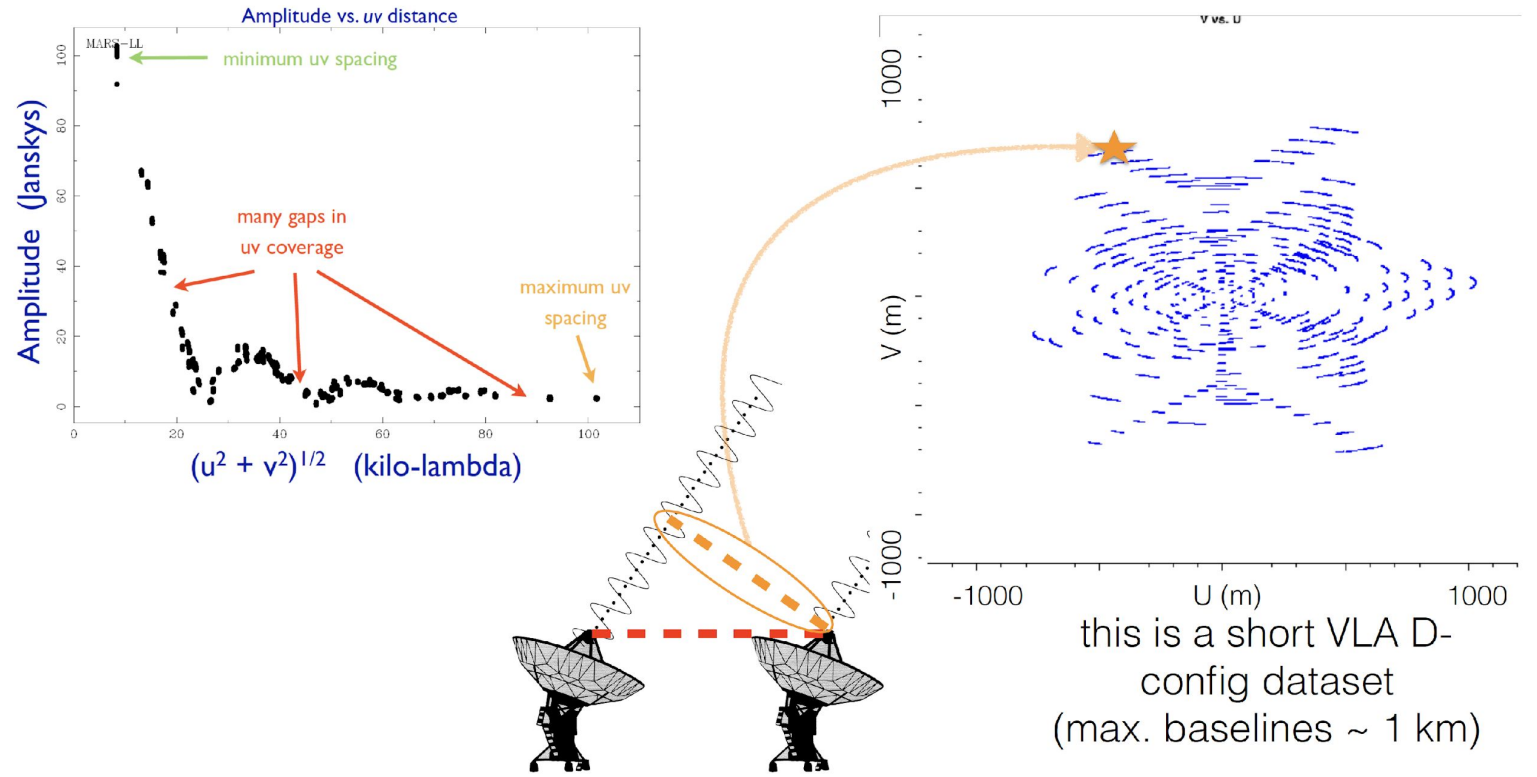 Amplitude vs. uv distance
MARS-LL
minimum uv spacing
many gaps in
uv coverage
maximum uv
spacing
Amplitude (Janskys)
0
20
40
60
80
100
0
20
40
60
80
100
(u² + v²)¹/² (kilo-lambda)
V vs. U
1000
V (m)
-1000
-1000
U (m)
1000
this is a short VLA D-
config dataset
(max. baselines ~ 1 km)